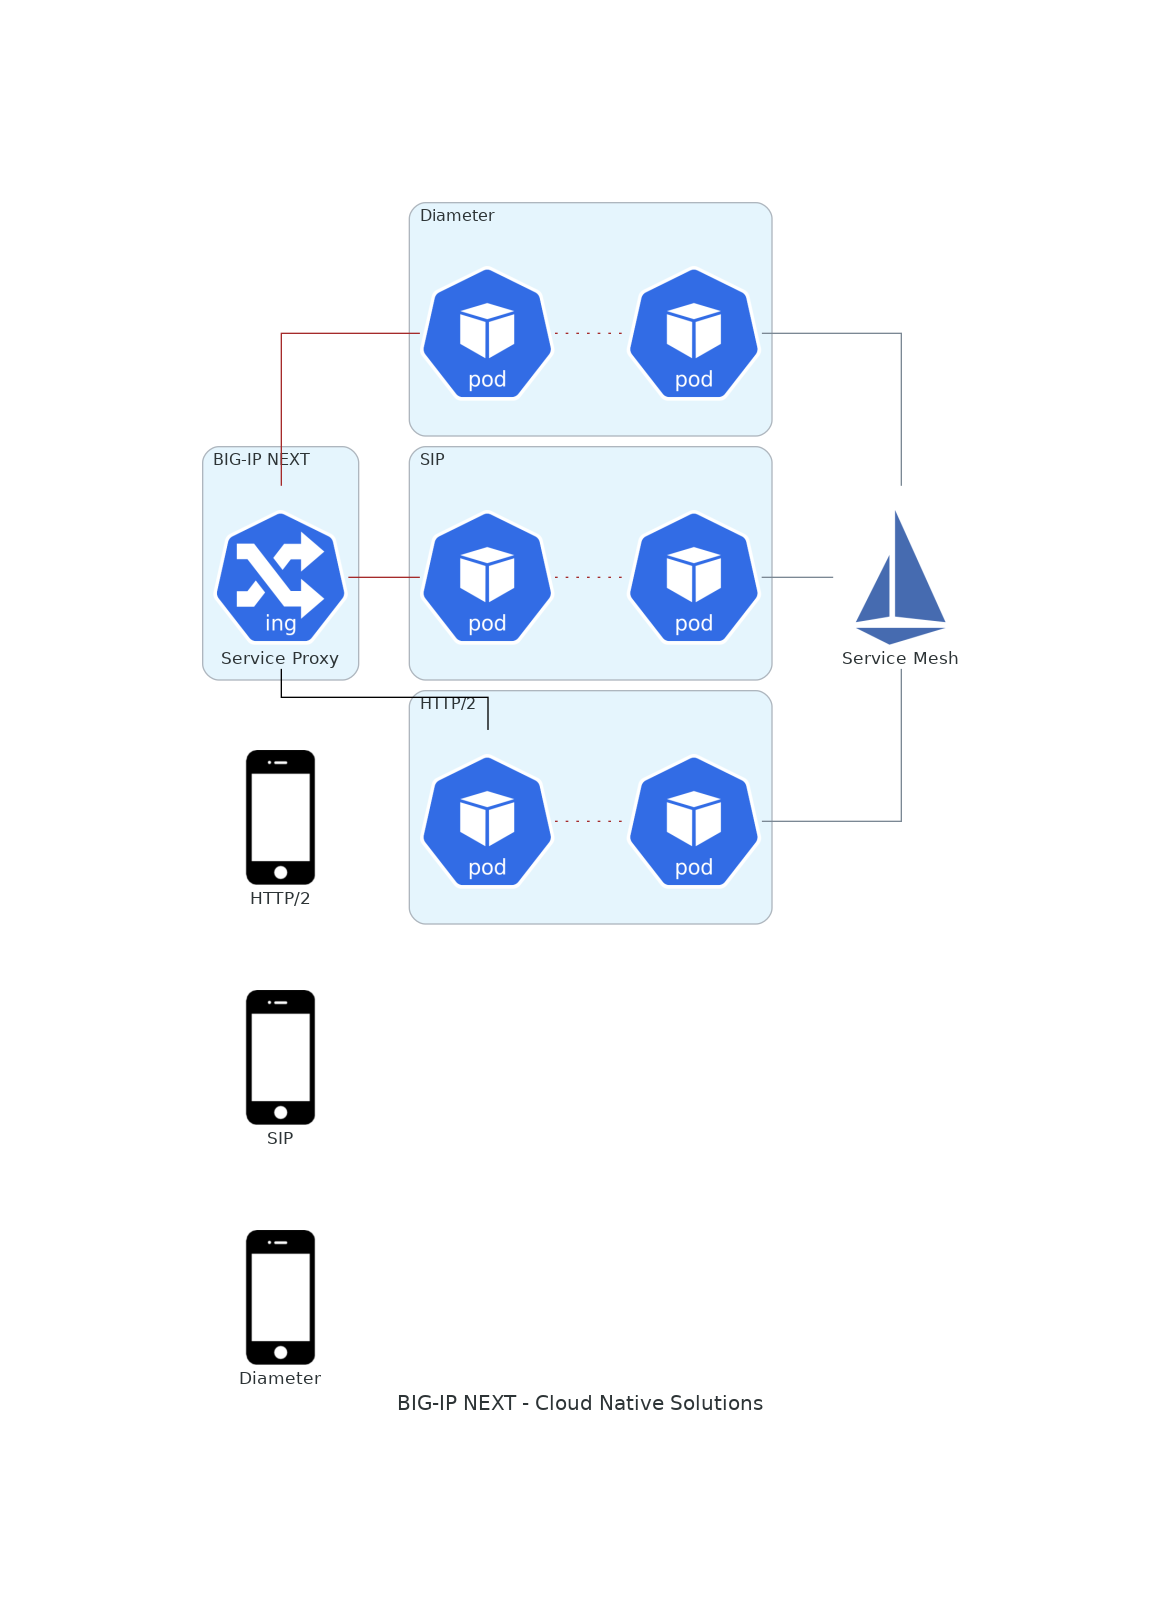 Diameter
pod
pod
BIG-IP NEXT
ing
Service Proxy
SIP
pod
pod
Service Mesh
HTTP/2
pod
pod
HTTP/2
SIP
Diameter
BIG-IP NEXT - Cloud Native Solutions